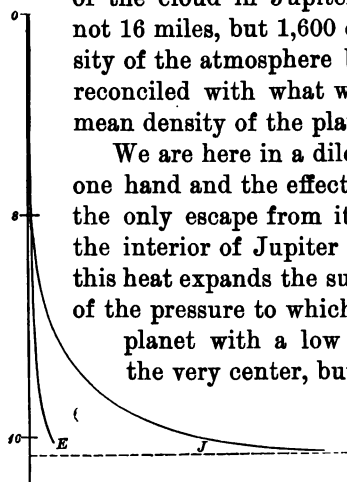 0
of the cloud in Jupiter
not 16 miles, but 1,600
sity of the atmosphere
reconciled with what w
mean density of the pla
We are here in a dile
one hand and the effect
8
the only escape from it
the interior of Jupiter
this heat expands the su
of the pressure to which
planet with a low
the very center, bu
10
E
J